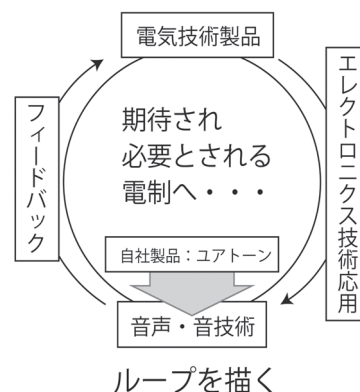 電気技術製品
エレクトロニクス技術応用
フィードバック
期待され
必要とされる
電制へ・・・
自社製品：ユアトーン
音声・音技術
ループを描く